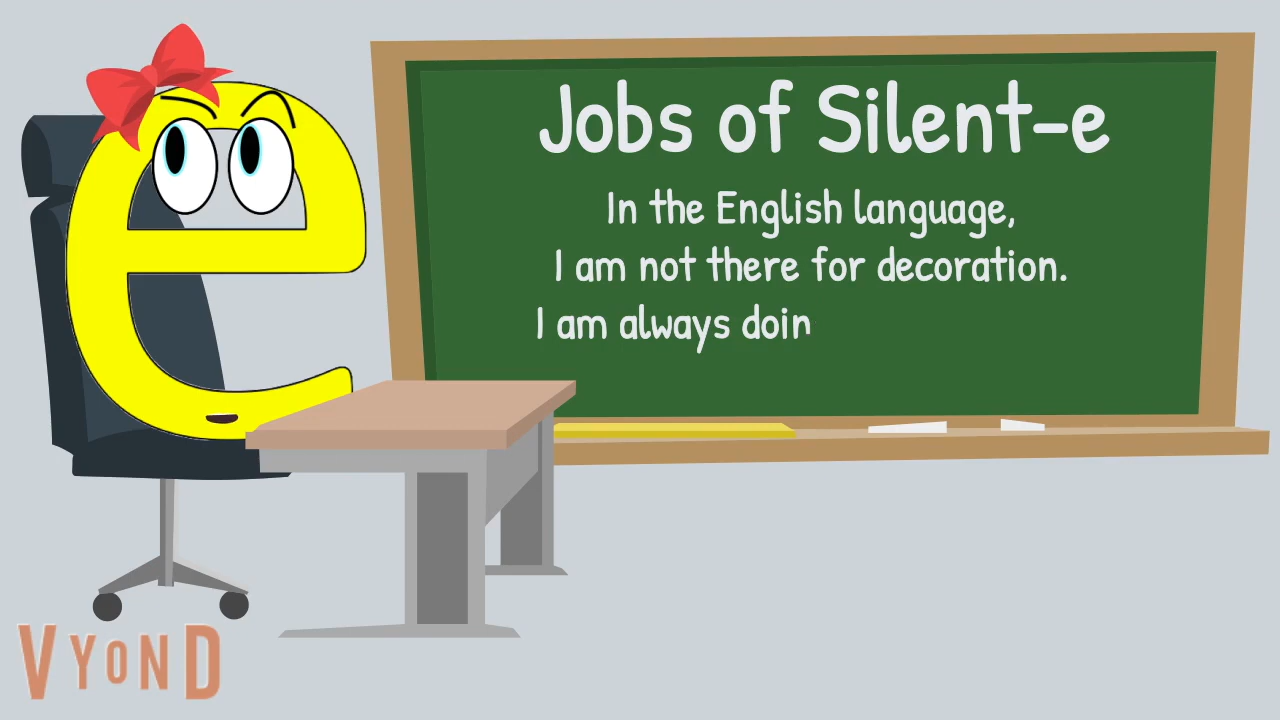 Jobs of Silent-e
In the English language,
I am not there for decoration.
I am always doin
VYOND